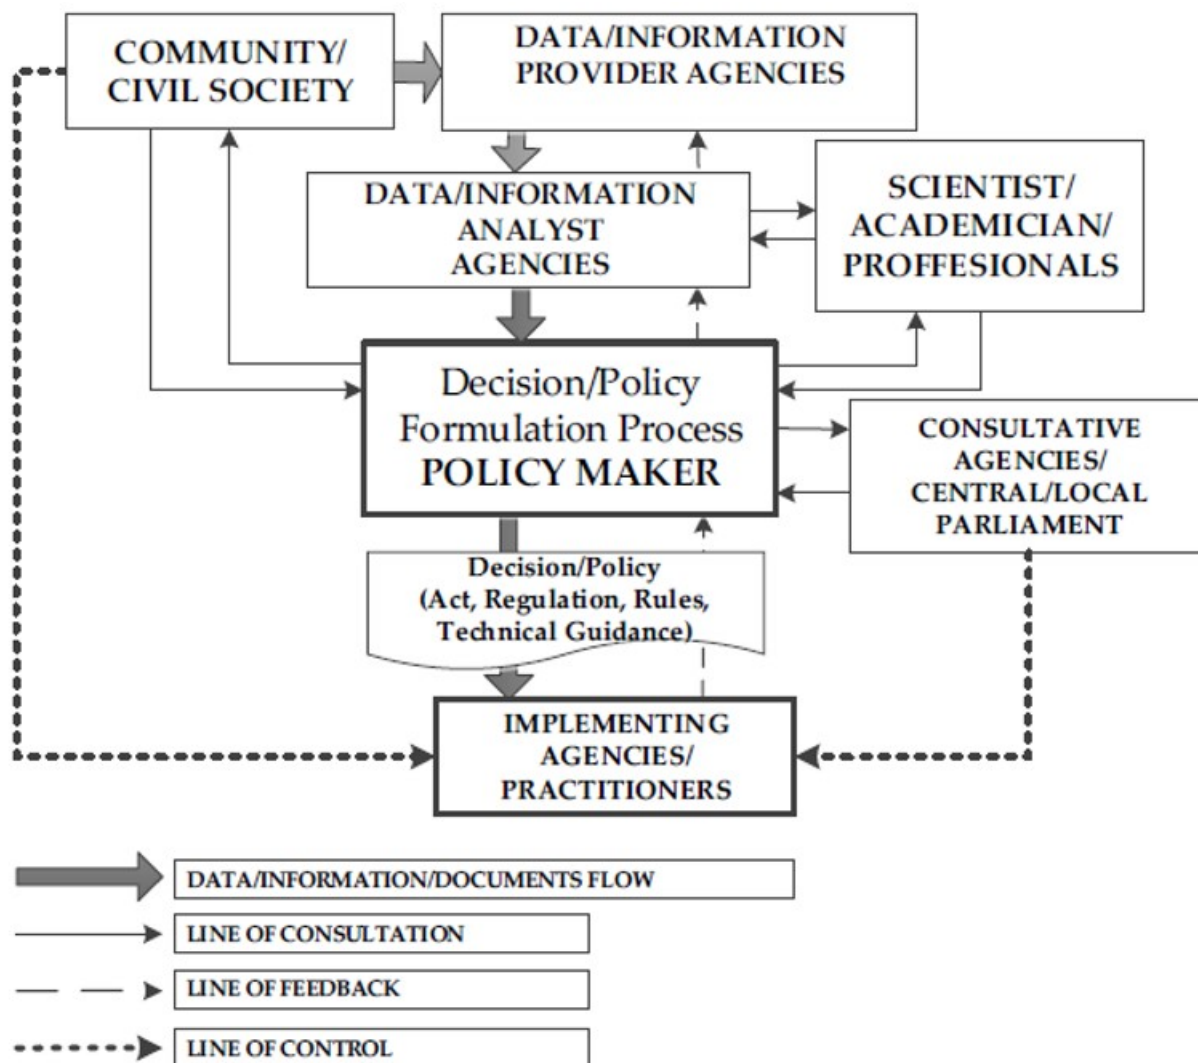 COMMUNITY/
CIVIL SOCIETY
DATA/INFORMATION
PROVIDER AGENCIES
DATA/INFORMATION
ANALYST
AGENCIES
SCIENTIST/
ACADEMICIAN/
PROFFESIONALS
Decision/Policy
Formulation Process
POLICY MAKER
CONSULTATIVE
AGENCIES/
CENTRAL/LOCAL
PARLIAMENT
Decision/Policy
(Act, Regulation, Rules,
Technical Guidance)
IMPLEMENTING
AGENCIES/
PRACTITIONERS
DATA/INFORMATION/DOCUMENTS FLOW
LINE OF CONSULTATION
LINE OF FEEDBACK
LINE OF CONTROL